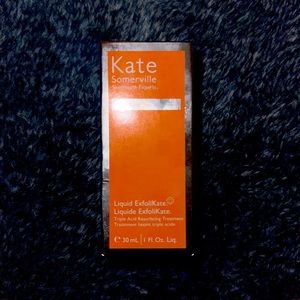 Kate
Somerville
Skin Health Experts.
Liquid ExfoliKate.
Liquide ExfoliKate.
Triple Acid Resurfacing Treatment
Traitement lissant triple acide
℮ 30 mL | 1 Fl. Oz. Liq.